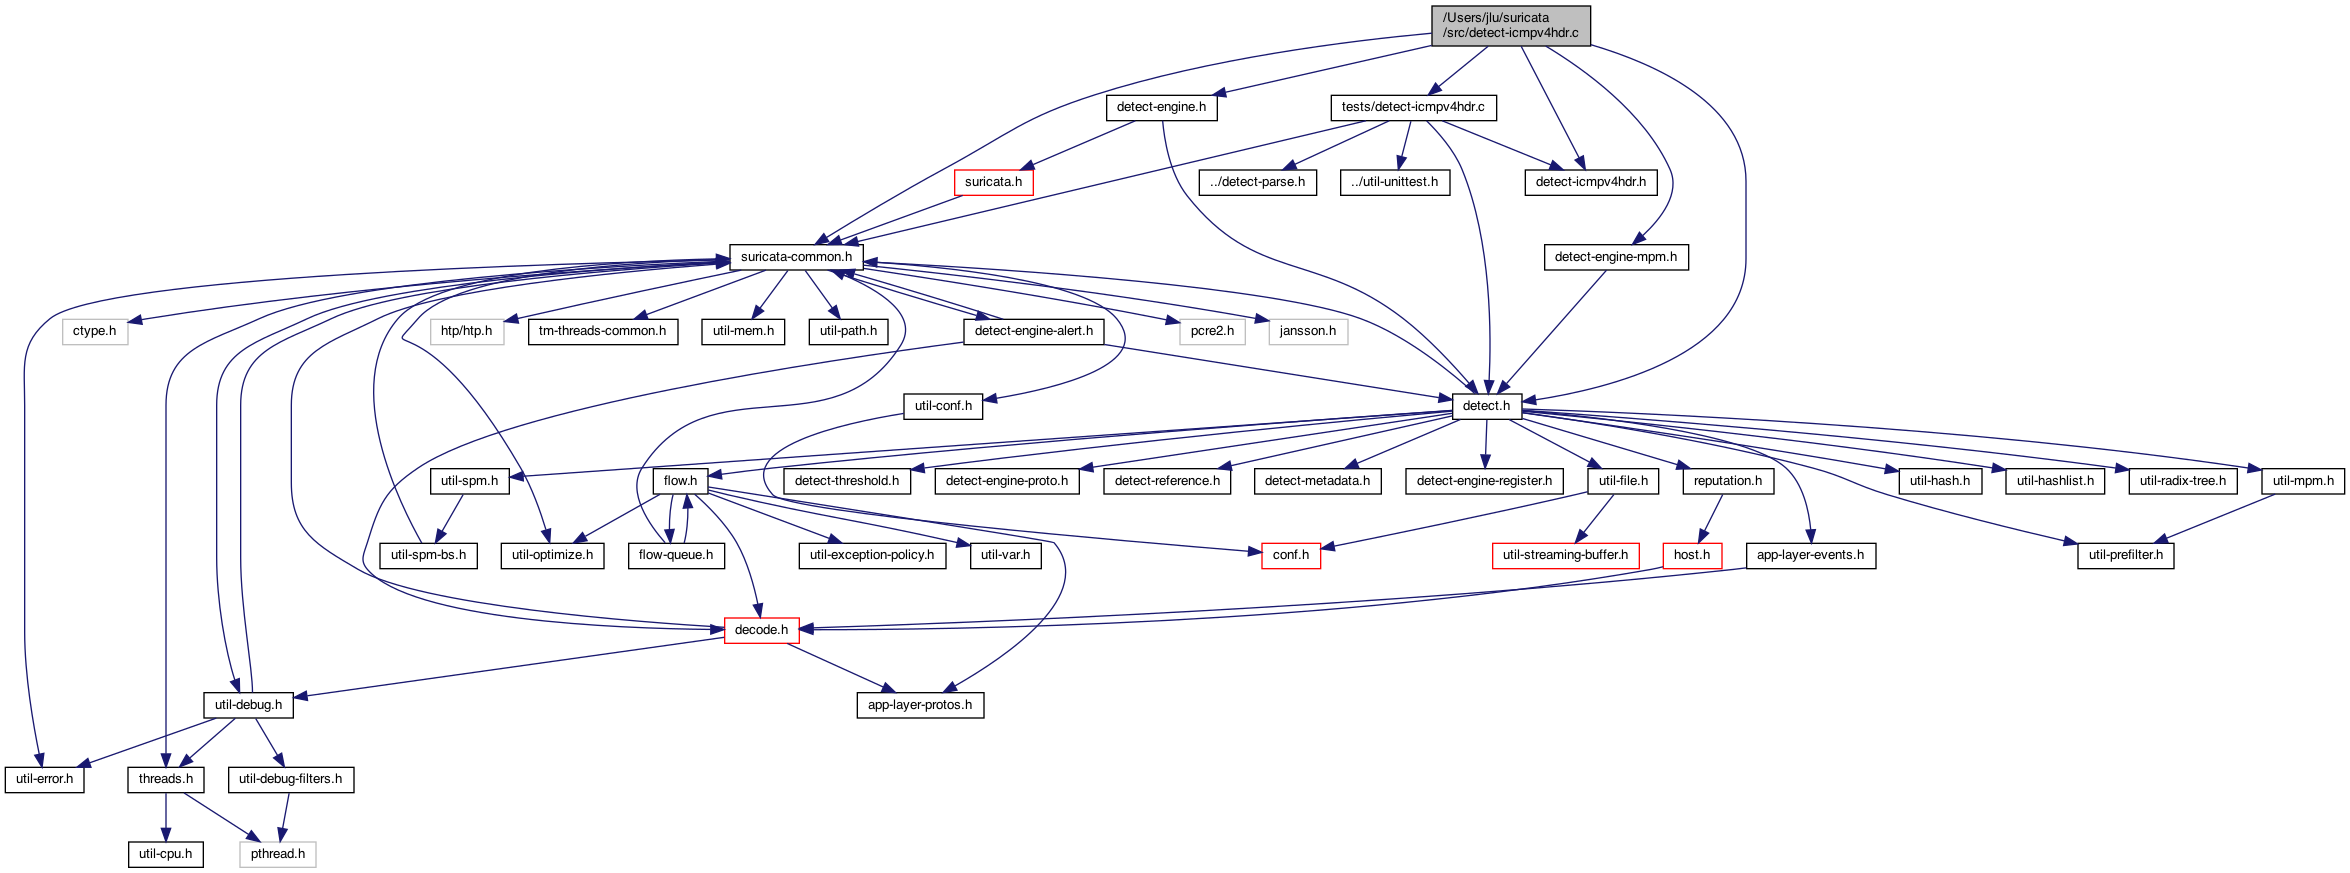 /Users/jlu/suricata
/src/detect-icmpv4hdr.c
detect-engine.h
tests/detect-icmpv4hdr.c
suricata.h
../detect-parse.h
../util-unittest.h
detect-icmpv4hdr.h
suricata-common.h
detect-engine-mpm.h
ctype.h
htp/htp.h
tm-threads-common.h
util-mem.h
util-path.h
detect-engine-alert.h
pcre2.h
jansson.h
util-conf.h
detect.h
util-spm.h
flow.h
detect-threshold.h
detect-engine-proto.h
detect-reference.h
detect-metadata.h
detect-engine-register.h
util-file.h
reputation.h
util-hash.h
util-hashlist.h
util-radix-tree.h
util-mpm.h
util-spm-bs.h
util-optimize.h
flow-queue.h
util-exception-policy.h
util-var.h
conf.h
util-streaming-buffer.h
host.h
app-layer-events.h
util-prefilter.h
decode.h
util-debug.h
app-layer-protos.h
util-error.h
threads.h
util-debug-filters.h
util-cpu.h
pthread.h